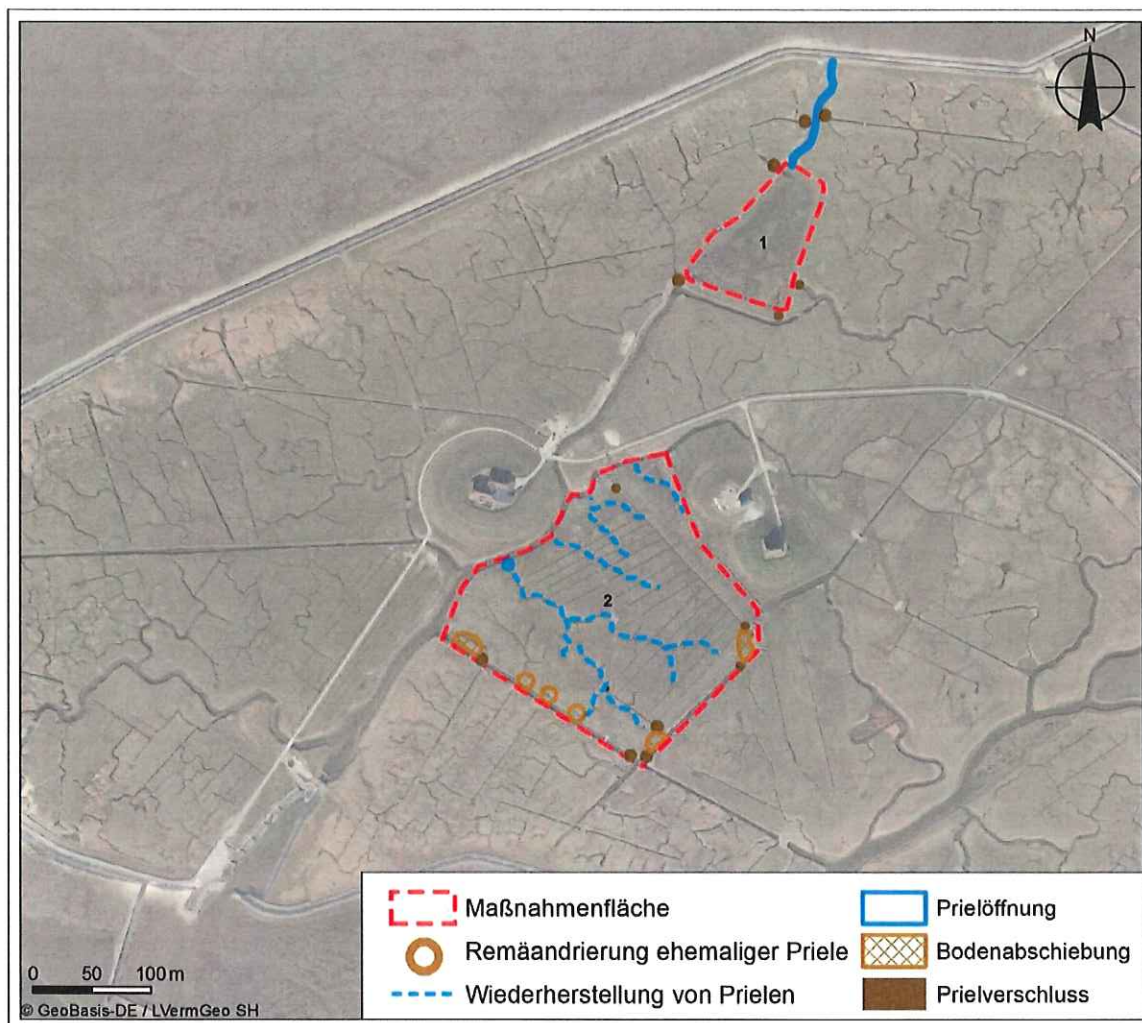 N
1
2
Maßnahmenfläche
Remäandrierung ehemaliger Priele
Wiederherstellung von Prielen
Prielöffnung
Bodenabschiebung
Prielverschluss
0 50 100 m
© GeoBasis-DE / LVermGeo SH